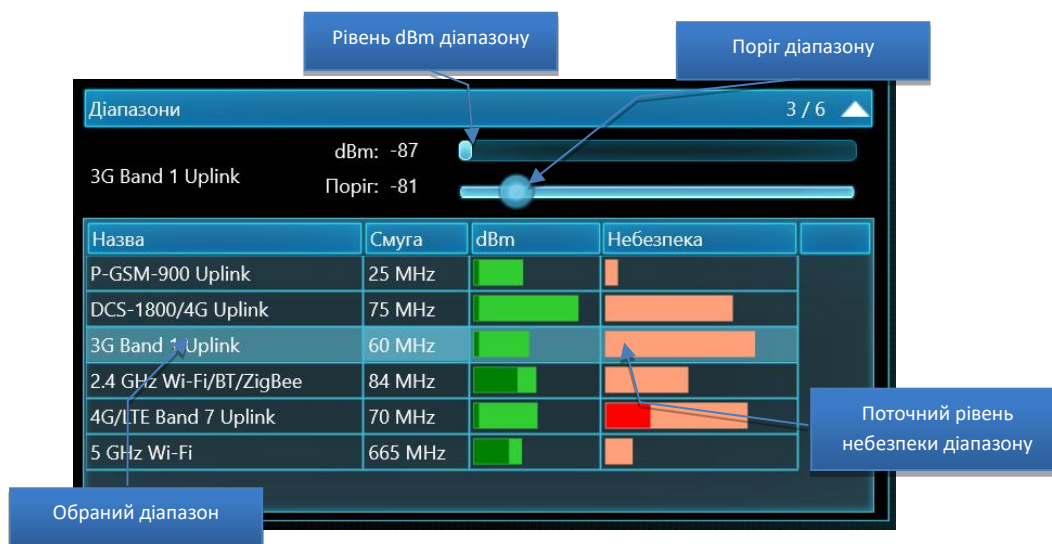 Рівень dBm діапазону
Поріг діапазону
Діапазони 3 / 6
3G Band 1 Uplink
dBm: -87
Поріг: -81
Назва Смуга dBm Небезпека
P-GSM-900 Uplink 25 MHz
DCS-1800/4G Uplink 75 MHz
3G Band 1 Uplink 60 MHz
2.4 GHz Wi-Fi/BT/ZigBee 84 MHz
4G/LTE Band 7 Uplink 70 MHz
5 GHz Wi-Fi 665 MHz
Поточний рівень
небезпеки діапазону
Обраний діапазон